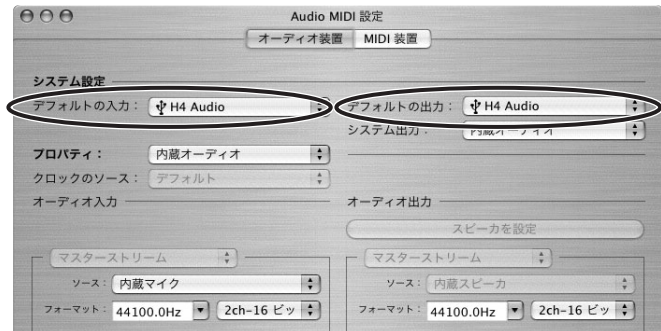 Audio MIDI 設定
オーディオ装置 MIDI 装置
システム設定
デフォルトの入力： H4 Audio
デフォルトの出力： H4 Audio
システム出力： 内蔵オーディオ
プロパティ： 内蔵オーディオ
クロックのソース： デフォルト
オーディオ入力
オーディオ出力
スピーカを設定
マスターストリーム
ソース： 内蔵マイク
フォーマット： 44100.0Hz 2ch-16 ビッ
マスターストリーム
ソース： 内蔵スピーカ
フォーマット： 44100.0Hz 2ch-16 ビッ